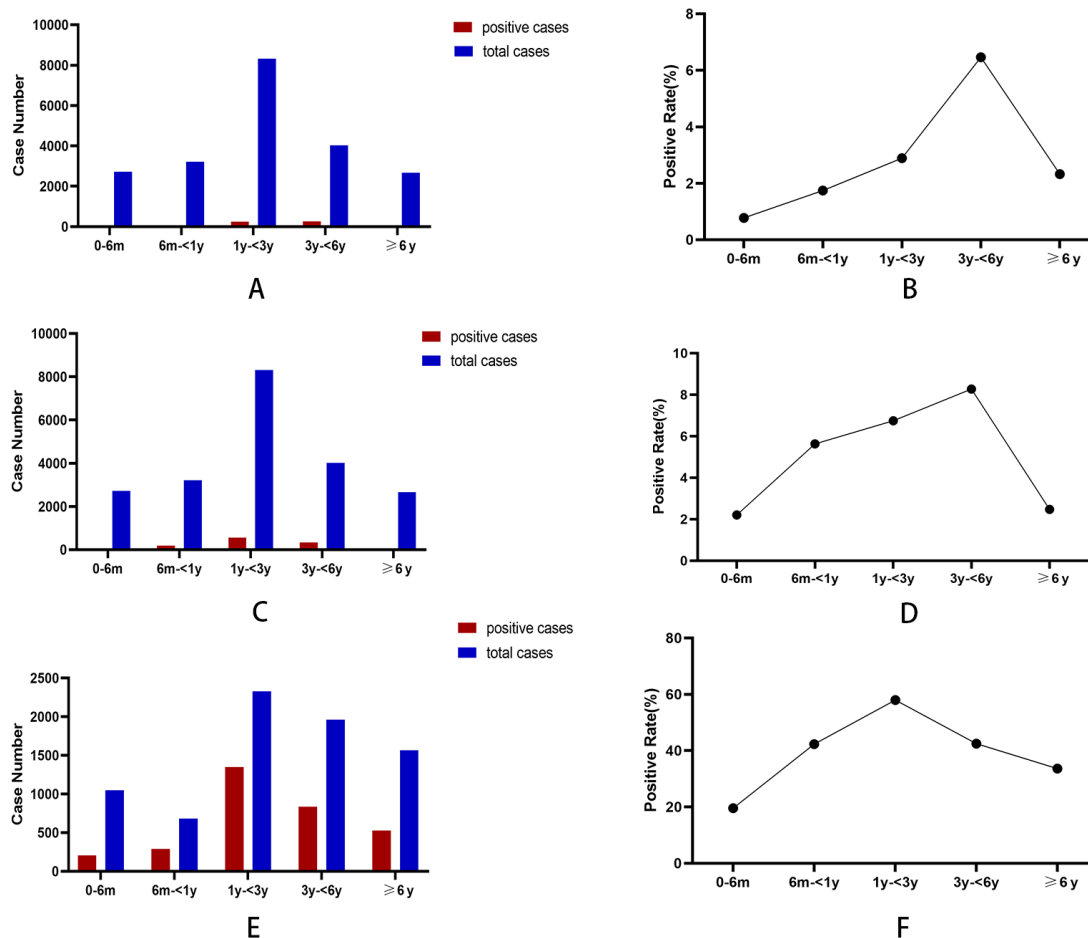 positive cases
total cases
Case Number
10000
8000
6000
4000
2000
0
0-6m 6m-<1y 1y-<3y 3y-<6y ≥6 y
A
Positive Rate(%)
8
6
4
2
0
0-6m 6m-<1y 1y-<3y 3y-<6y ≥6 y
B
positive cases
total cases
Case Number
10000
8000
6000
4000
2000
0
0-6m 6m-<1y 1y-<3y 3y-<6y ≥6 y
C
Positive Rate(%)
10
8
6
4
2
0
0-6m 6m-<1y 1y-<3y 3y-<6y ≥6 y
D
positive cases
total cases
Case Number
2500
2000
1500
1000
500
0
0-6m 6m-<1y 1y-<3y 3y-<6y ≥6 y
E
Positive Rate(%)
80
60
40
20
0
0-6m 6m-<1y 1y-<3y 3y-<6y ≥6 y
F